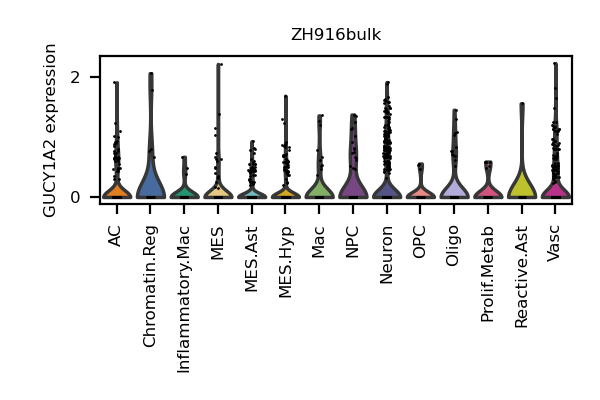 ZH916bulk
GUCY1A2 expression
2
0
AC
Chromatin.Reg
Inflammatory.Mac
MES
MES.Ast
MES.Hyp
Mac
NPC
Neuron
OPC
Oligo
Prolif.Metab
Reactive.Ast
Vasc